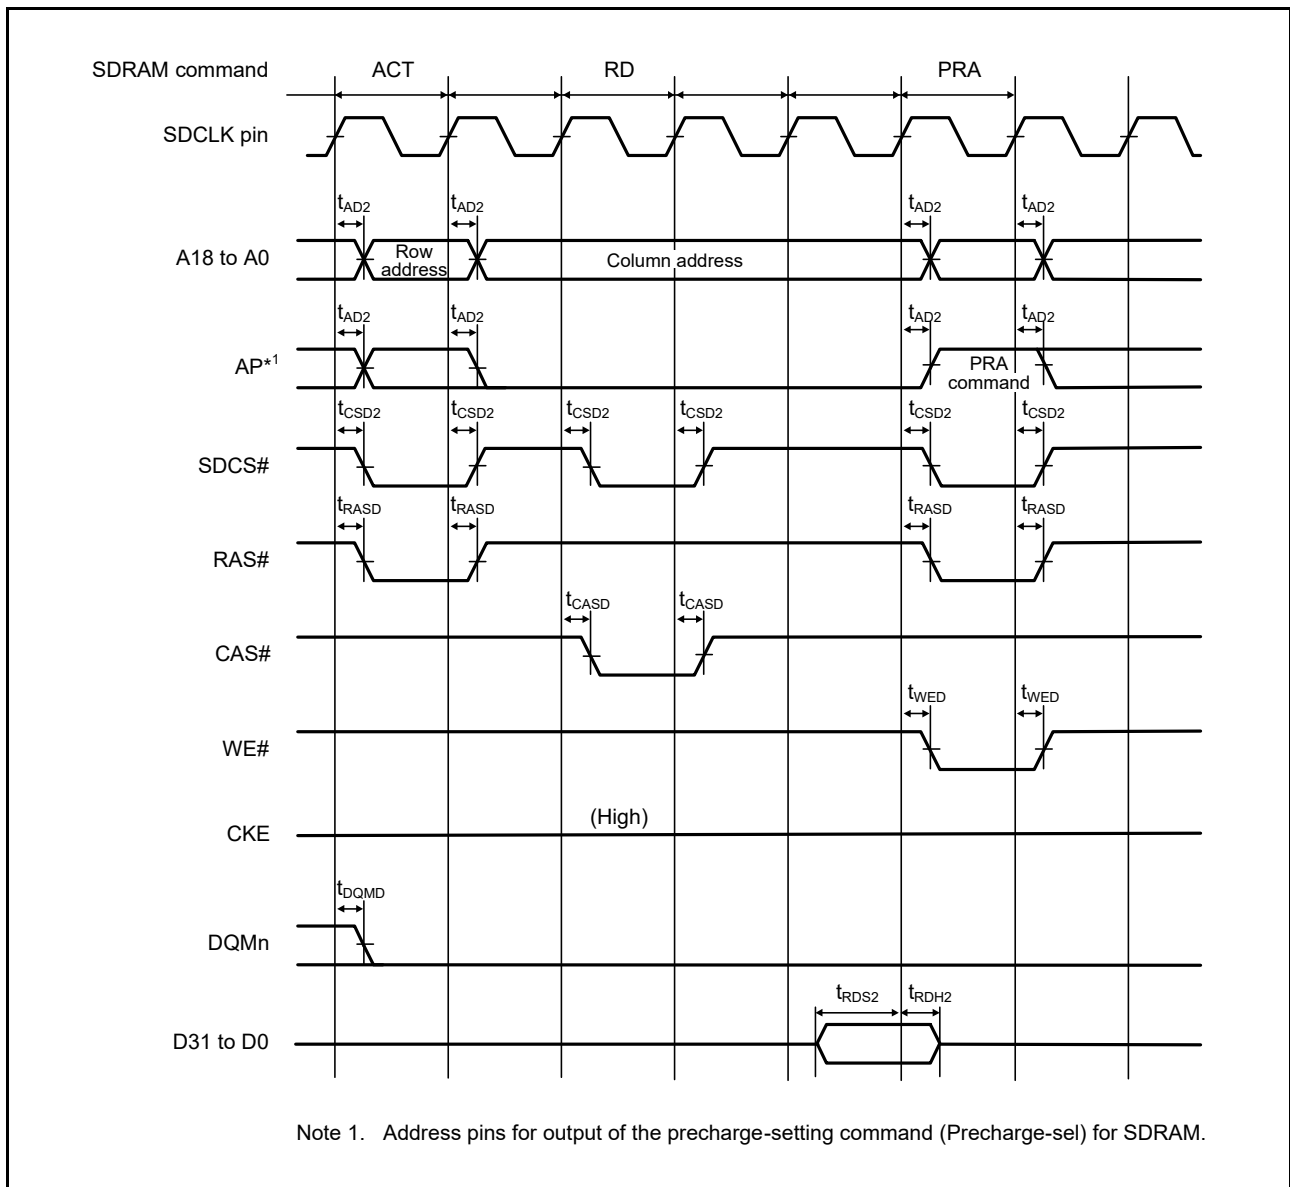 SDRAM command ACT RD PRA
SDCLK pin
tAD2 tAD2 tAD2 tAD2
A18 to A0 Row address Column address
tAD2 tAD2 tAD2 tAD2
AP*1 PRA command
tCSD2 tCSD2 tCSD2 tCSD2 tCSD2 tCSD2
SDCS#
tRASD tRASD tRASD tRASD
RAS#
tCASD tCASD
CAS#
tWED tWED
WE#
(High)
CKE
tDQMD
DQMn
tRDS2 tRDH2
D31 to D0
Note 1. Address pins for output of the precharge-setting command (Precharge-sel) for SDRAM.